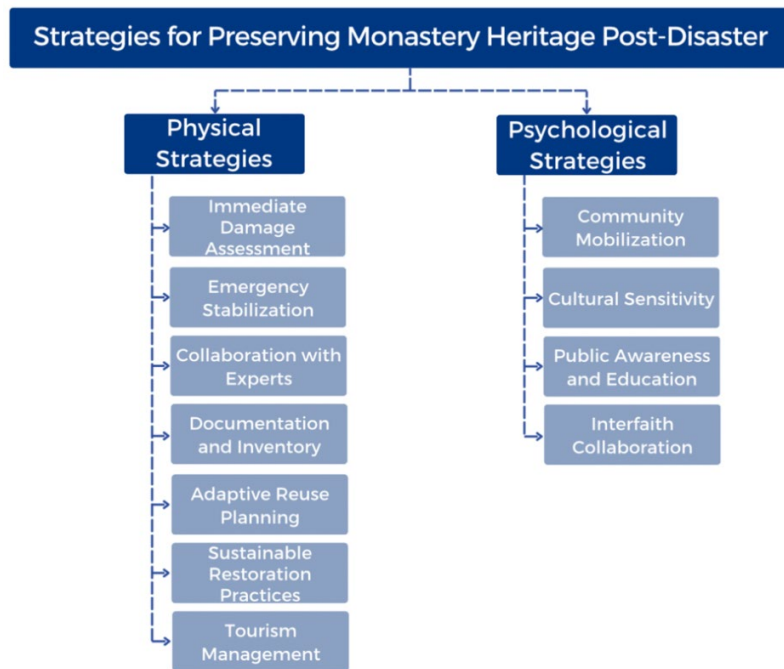 Strategies for Preserving Monastery Heritage Post-Disaster
Physical
Strategies
Immediate
Damage
Assessment
Emergency
Stabilization
Collaboration with
Experts
Documentation
and Inventory
Adaptive Reuse
Planning
Sustainable
Restoration
Practices
Tourism
Management
Psychological
Strategies
Community
Mobilization
Cultural Sensitivity
Public Awareness
and Education
Interfaith
Collaboration